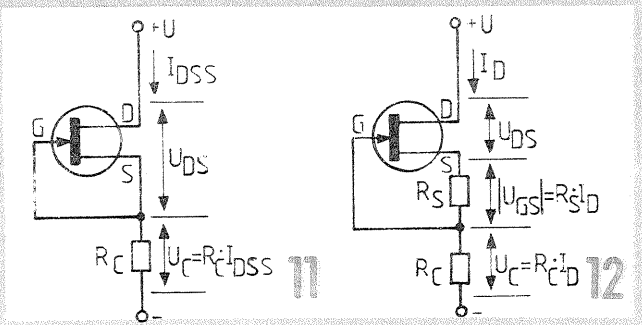 +U
I_DSS
D
G
U_DS
S
R_C
U_C=R_C·I_DSS
-
11
+U
I_D
D
G
U_DS
S
R_S
|U_GS|=R_S·I_D
R_C
U_C=R_C·I_D
-
12